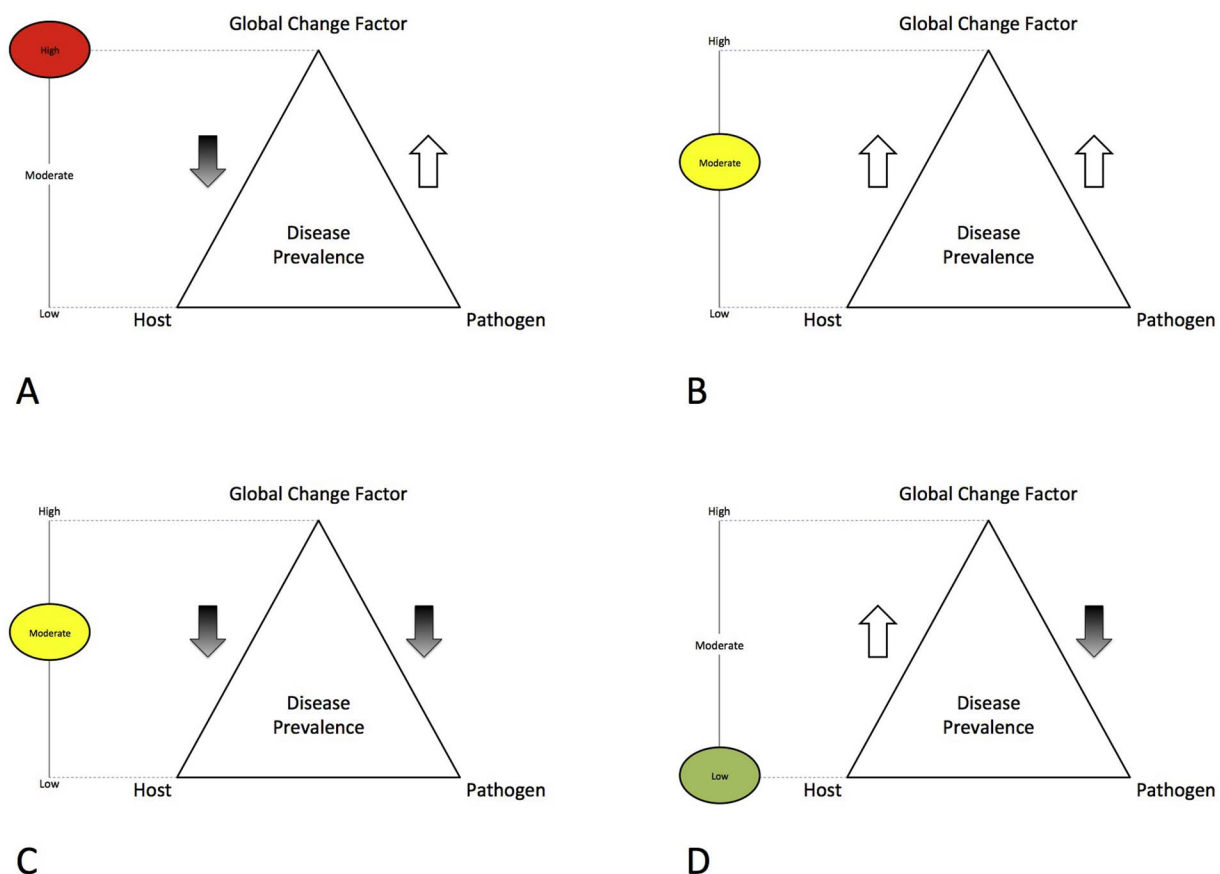 Global Change Factor
High
Moderate
Disease
Prevalence
Low
Host
Pathogen
A
Global Change Factor
High
Moderate
Disease
Prevalence
Low
Host
Pathogen
B
Global Change Factor
High
Moderate
Disease
Prevalence
Low
Host
Pathogen
C
Global Change Factor
High
Moderate
Disease
Prevalence
Low
Host
Pathogen
D